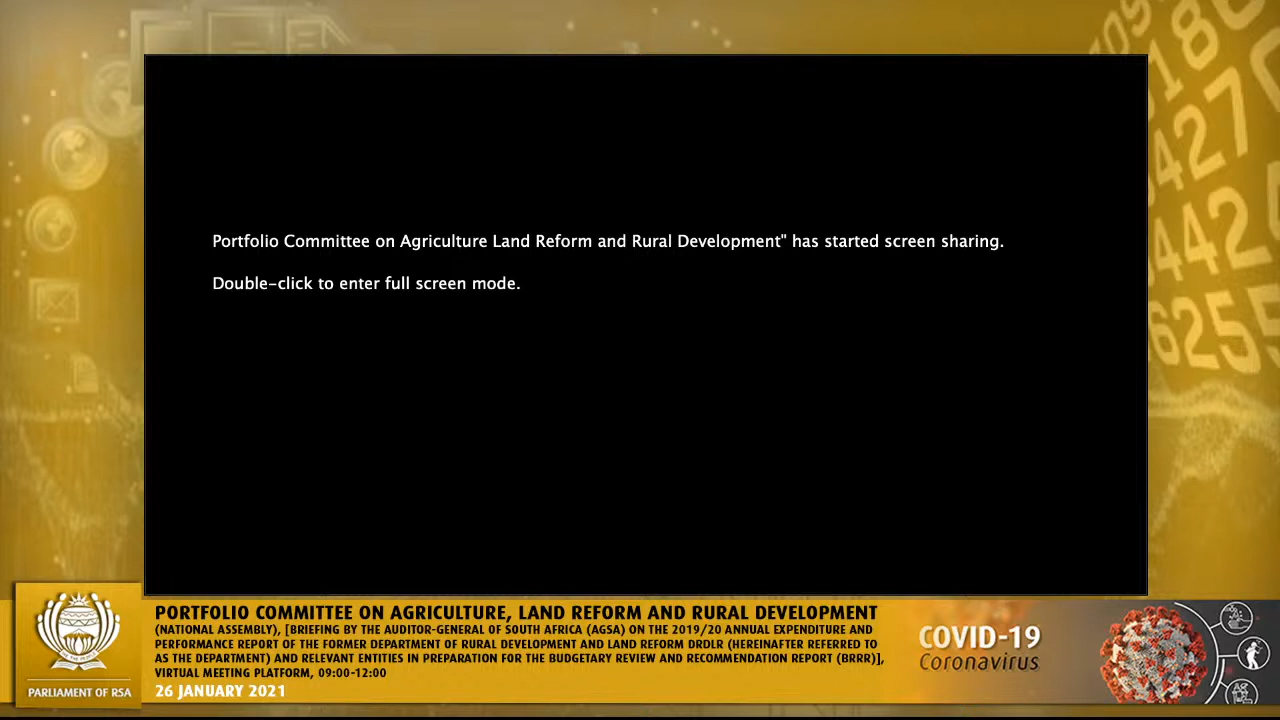 Portfolio Committee on Agriculture Land Reform and Rural Development" has started screen sharing.
Double-click to enter full screen mode.
PORTFOLIO COMMITTEE ON AGRICULTURE, LAND REFORM AND RURAL DEVELOPMENT
(NATIONAL ASSEMBLY), [BRIEFING BY THE AUDITOR-GENERAL OF SOUTH AFRICA (AGSA) ON THE 2019/20 ANNUAL EXPENDITURE AND
PERFORMANCE REPORT OF THE FORMER DEPARTMENT OF RURAL DEVELOPMENT AND LAND REFORM DRDLR (HEREINAFTER REFERRED TO
AS THE DEPARTMENT) AND RELEVANT ENTITIES IN PREPARATION FOR THE BUDGETARY REVIEW AND RECOMMENDATION REPORT (BRRR)],
VIRTUAL MEETING PLATFORM, 09:00-12:00
26 JANUARY 2021
PARLIAMENT OF RSA
COVID-19
Coronavirus